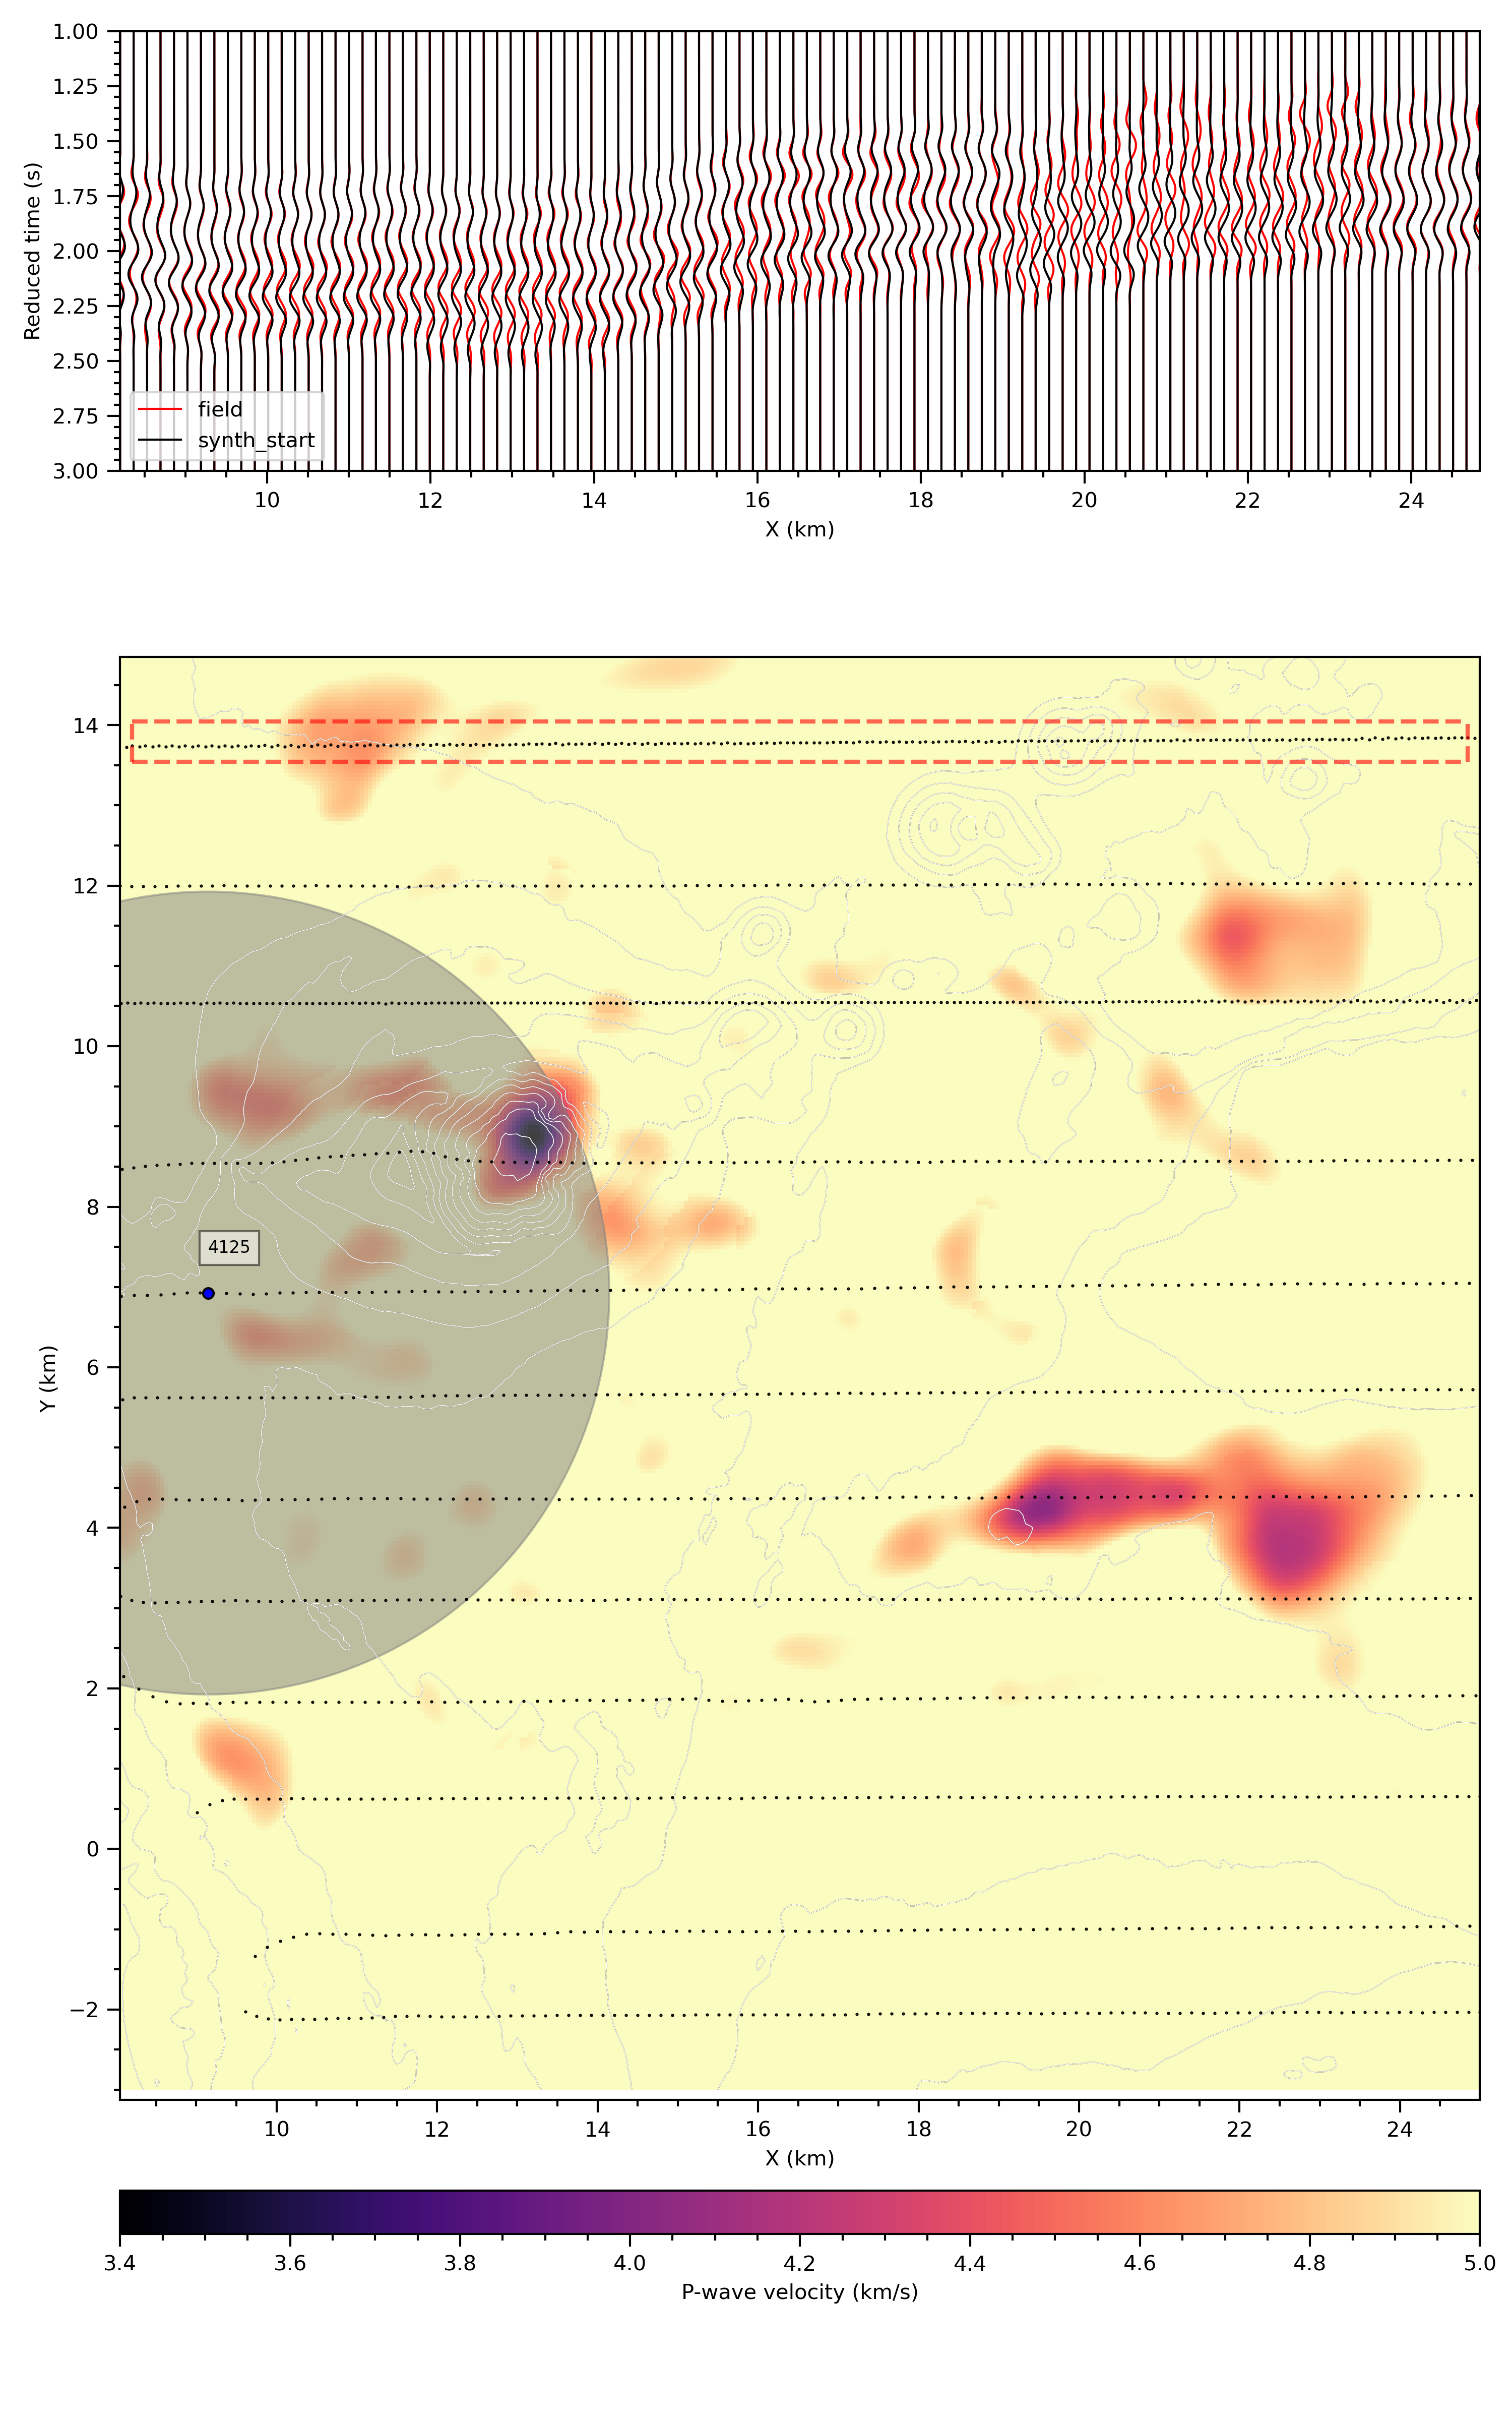 1.00
1.25
1.50
1.75
2.00
2.25
2.50
2.75
3.00
Reduced time (s)
field
synth_start
10 12 14 16 18 20 22 24
X (km)
14
12
10
8
6
4
2
0
−2
Y (km)
4125
10 12 14 16 18 20 22 24
X (km)
3.4 3.6 3.8 4.0 4.2 4.4 4.6 4.8 5.0
P-wave velocity (km/s)